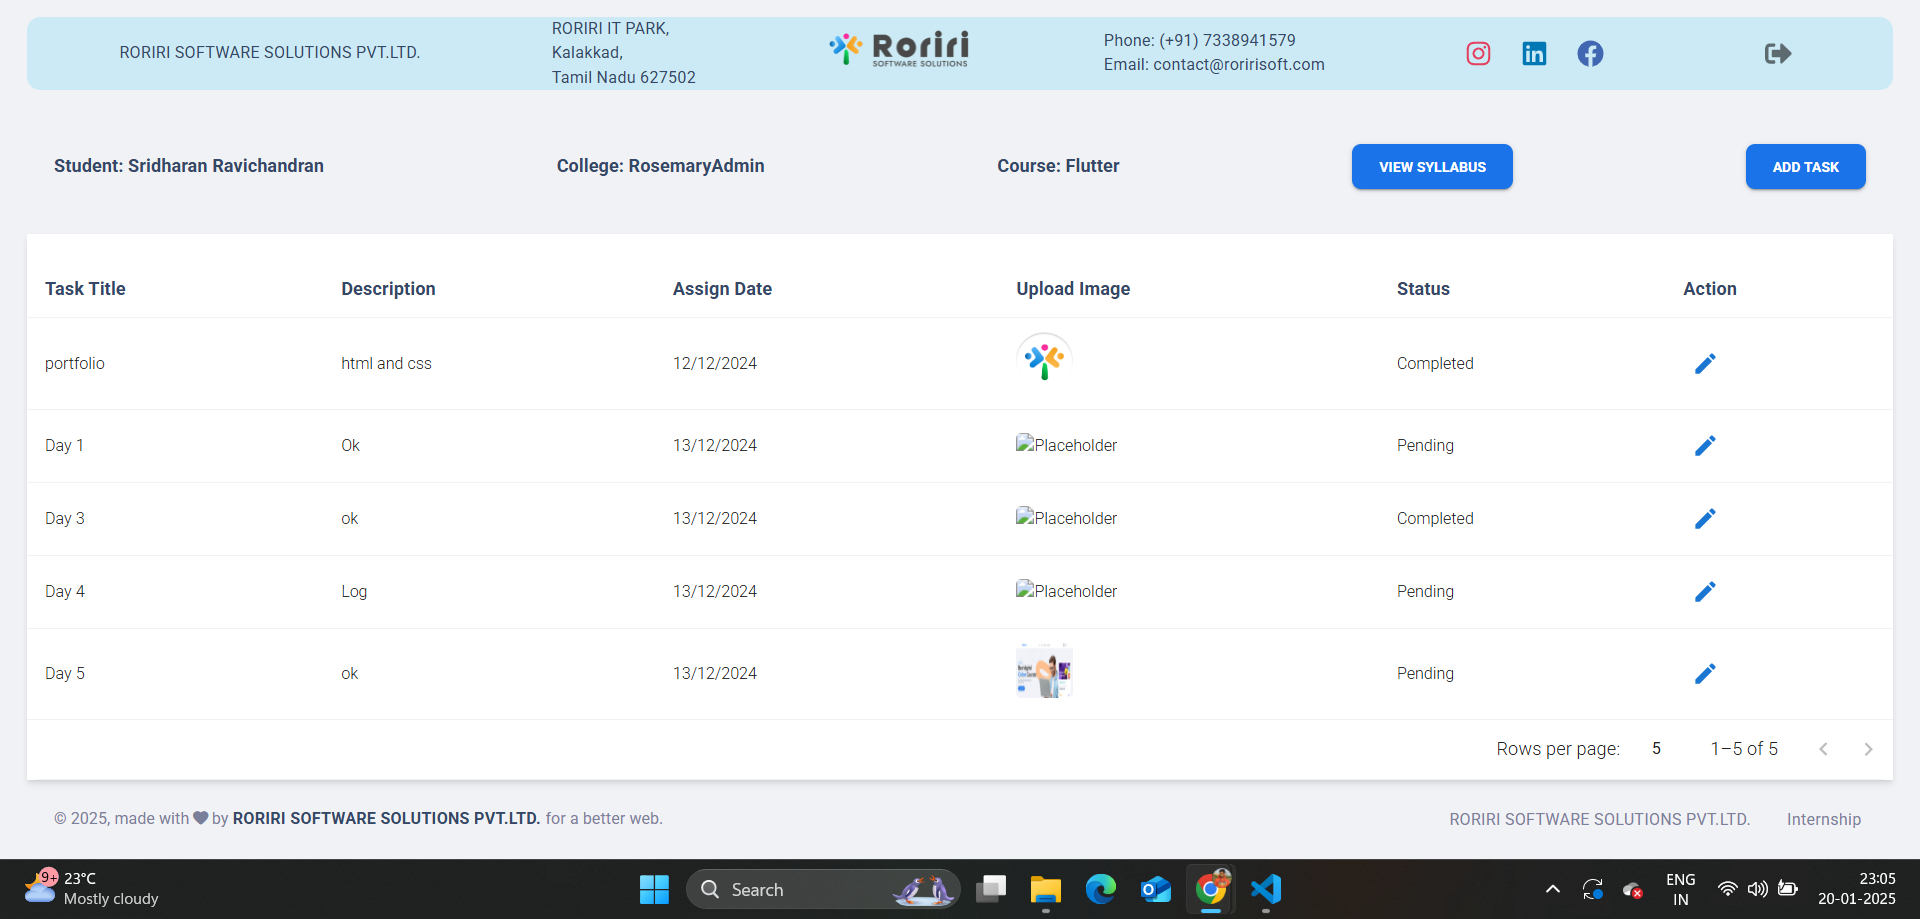 RORIRI SOFTWARE SOLUTIONS PVT.LTD.
RORIRI IT PARK,
Kalakkad,
Tamil Nadu 627502
Roriri
SOFTWARE SOLUTIONS
Phone: (+91) 7338941579
Email: contact@roririsoft.com
Student: Sridharan Ravichandran
College: RosemaryAdmin
Course: Flutter
VIEW SYLLABUS
ADD TASK
Task Title Description Assign Date Upload Image Status Action
portfolio html and css 12/12/2024 Completed
Day 1 Ok 13/12/2024 Placeholder Pending
Day 3 ok 13/12/2024 Placeholder Completed
Day 4 Log 13/12/2024 Placeholder Pending
Day 5 ok 13/12/2024 Pending
Rows per page: 5 1–5 of 5
© 2025, made with by RORIRI SOFTWARE SOLUTIONS PVT.LTD. for a better web.
RORIRI SOFTWARE SOLUTIONS PVT.LTD. Internship
9+
23°C
Mostly cloudy
Search
ENG
IN
23:05
20-01-2025